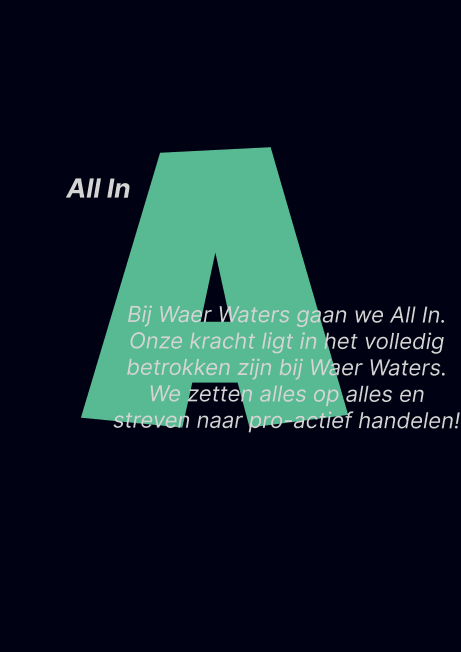 All In
A
Bij Waer Waters gaan we All In.
Onze kracht ligt in het volledig
betrokken zijn bij Waer Waters.
We zetten alles op alles en
streven naar pro-actief handelen!